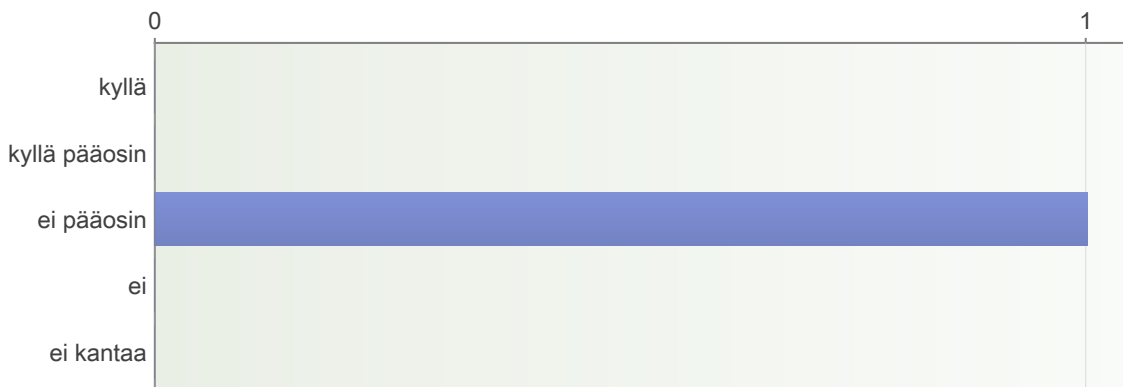 0 1
kyllä
kyllä pääosin
ei pääosin
ei
ei kantaa